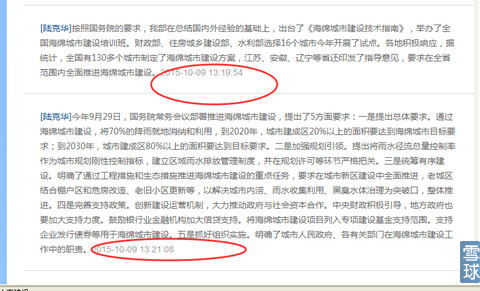 [陆克华]按照国务院的要求，我部在总结国内外经验的基础上，出台了《海绵城市建设技术指南》，举办了全
国海绵城市建设培训班。财政部、住房城乡建设部、水利部选择16个城市今年开展了试点。各地积极响应，据
统计，全国有130多个城市制定了海绵城市建设方案，江苏、安徽、辽宁等省还印发了指导意见，要求在全省
范围内全面推进海绵城市建设。2015-10-09 13:19:54
[陆克华]今年9月29日，国务院常务会议部署推进海绵城市建设，提出了5方面要求：一是提出总体要求。通过
海绵城市建设，将70%的降雨就地消纳和利用，到2020年，城市建成区20%以上的面积要达到海绵城市目标要
求；到2030年，城市建成区80%以上的面积要达到要求。二是加强规划引领。提出将雨水径流总量控制率
作为城市规划刚性控制指标，建立区域雨水排放管理制度，并在规划许可等环节严格把关。三是统筹有序建
设。明确了通过工程措施和生态措施推进海绵城市建设的重点任务，要求在城市新区建设中全面推进，老城区
结合棚户区和危房改造、老旧小区更新等，以解决城市内涝、雨水收集利用、黑臭水体治理为突破口，整体推
进。四是完善支持政策。创新建设运营机制，大力推动政府与社会资本合作。中央财政积极引导，地方政府也
要加大支持力度。鼓励银行业金融机构加大信贷支持。将海绵城市建设项目列入专项建设基金支持范围。支持
企业发行债券等用于海绵城市建设。五是抓好组织实施。明确了城市人民政府、各有关部门在海绵城市建设工
作中的职责。2015-10-09 13:21:05
雪
球